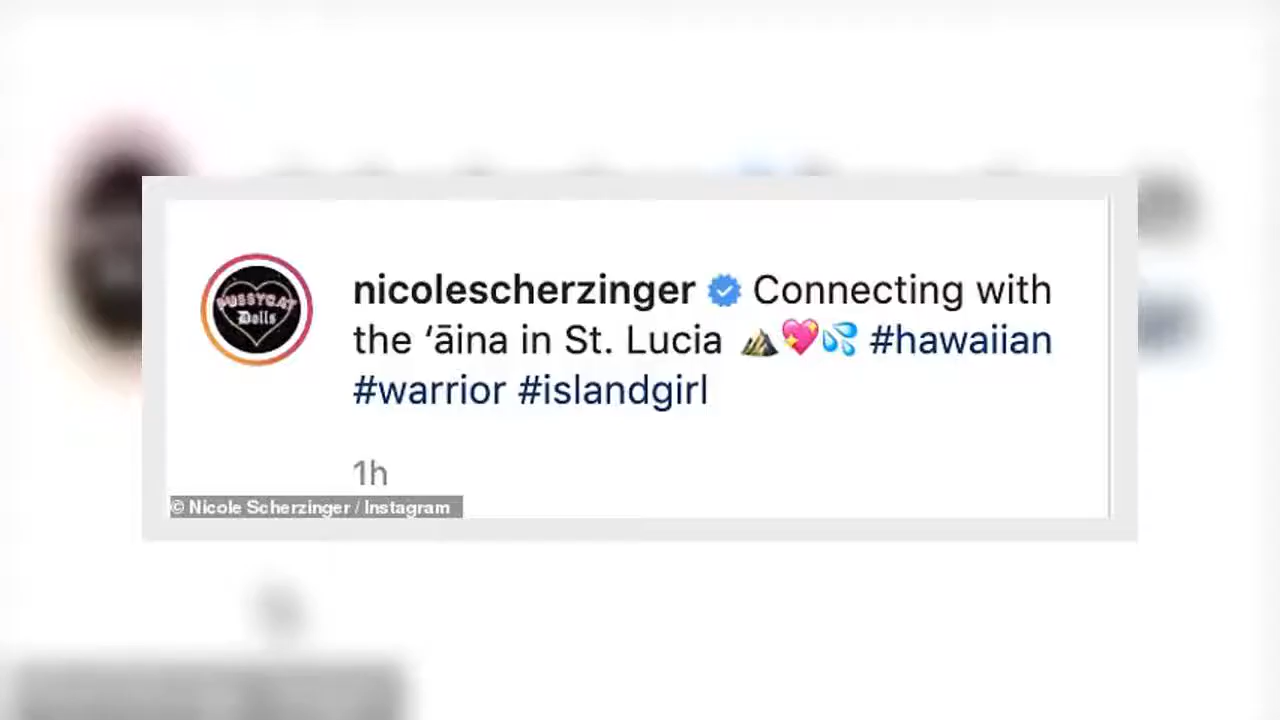 PUSSYCAT
Dolls
nicolescherzinger Connecting with
the ʻāina in St. Lucia ⛰️💖💦 #hawaiian
#warrior #islandgirl
1h
© Nicole Scherzinger / Instagram